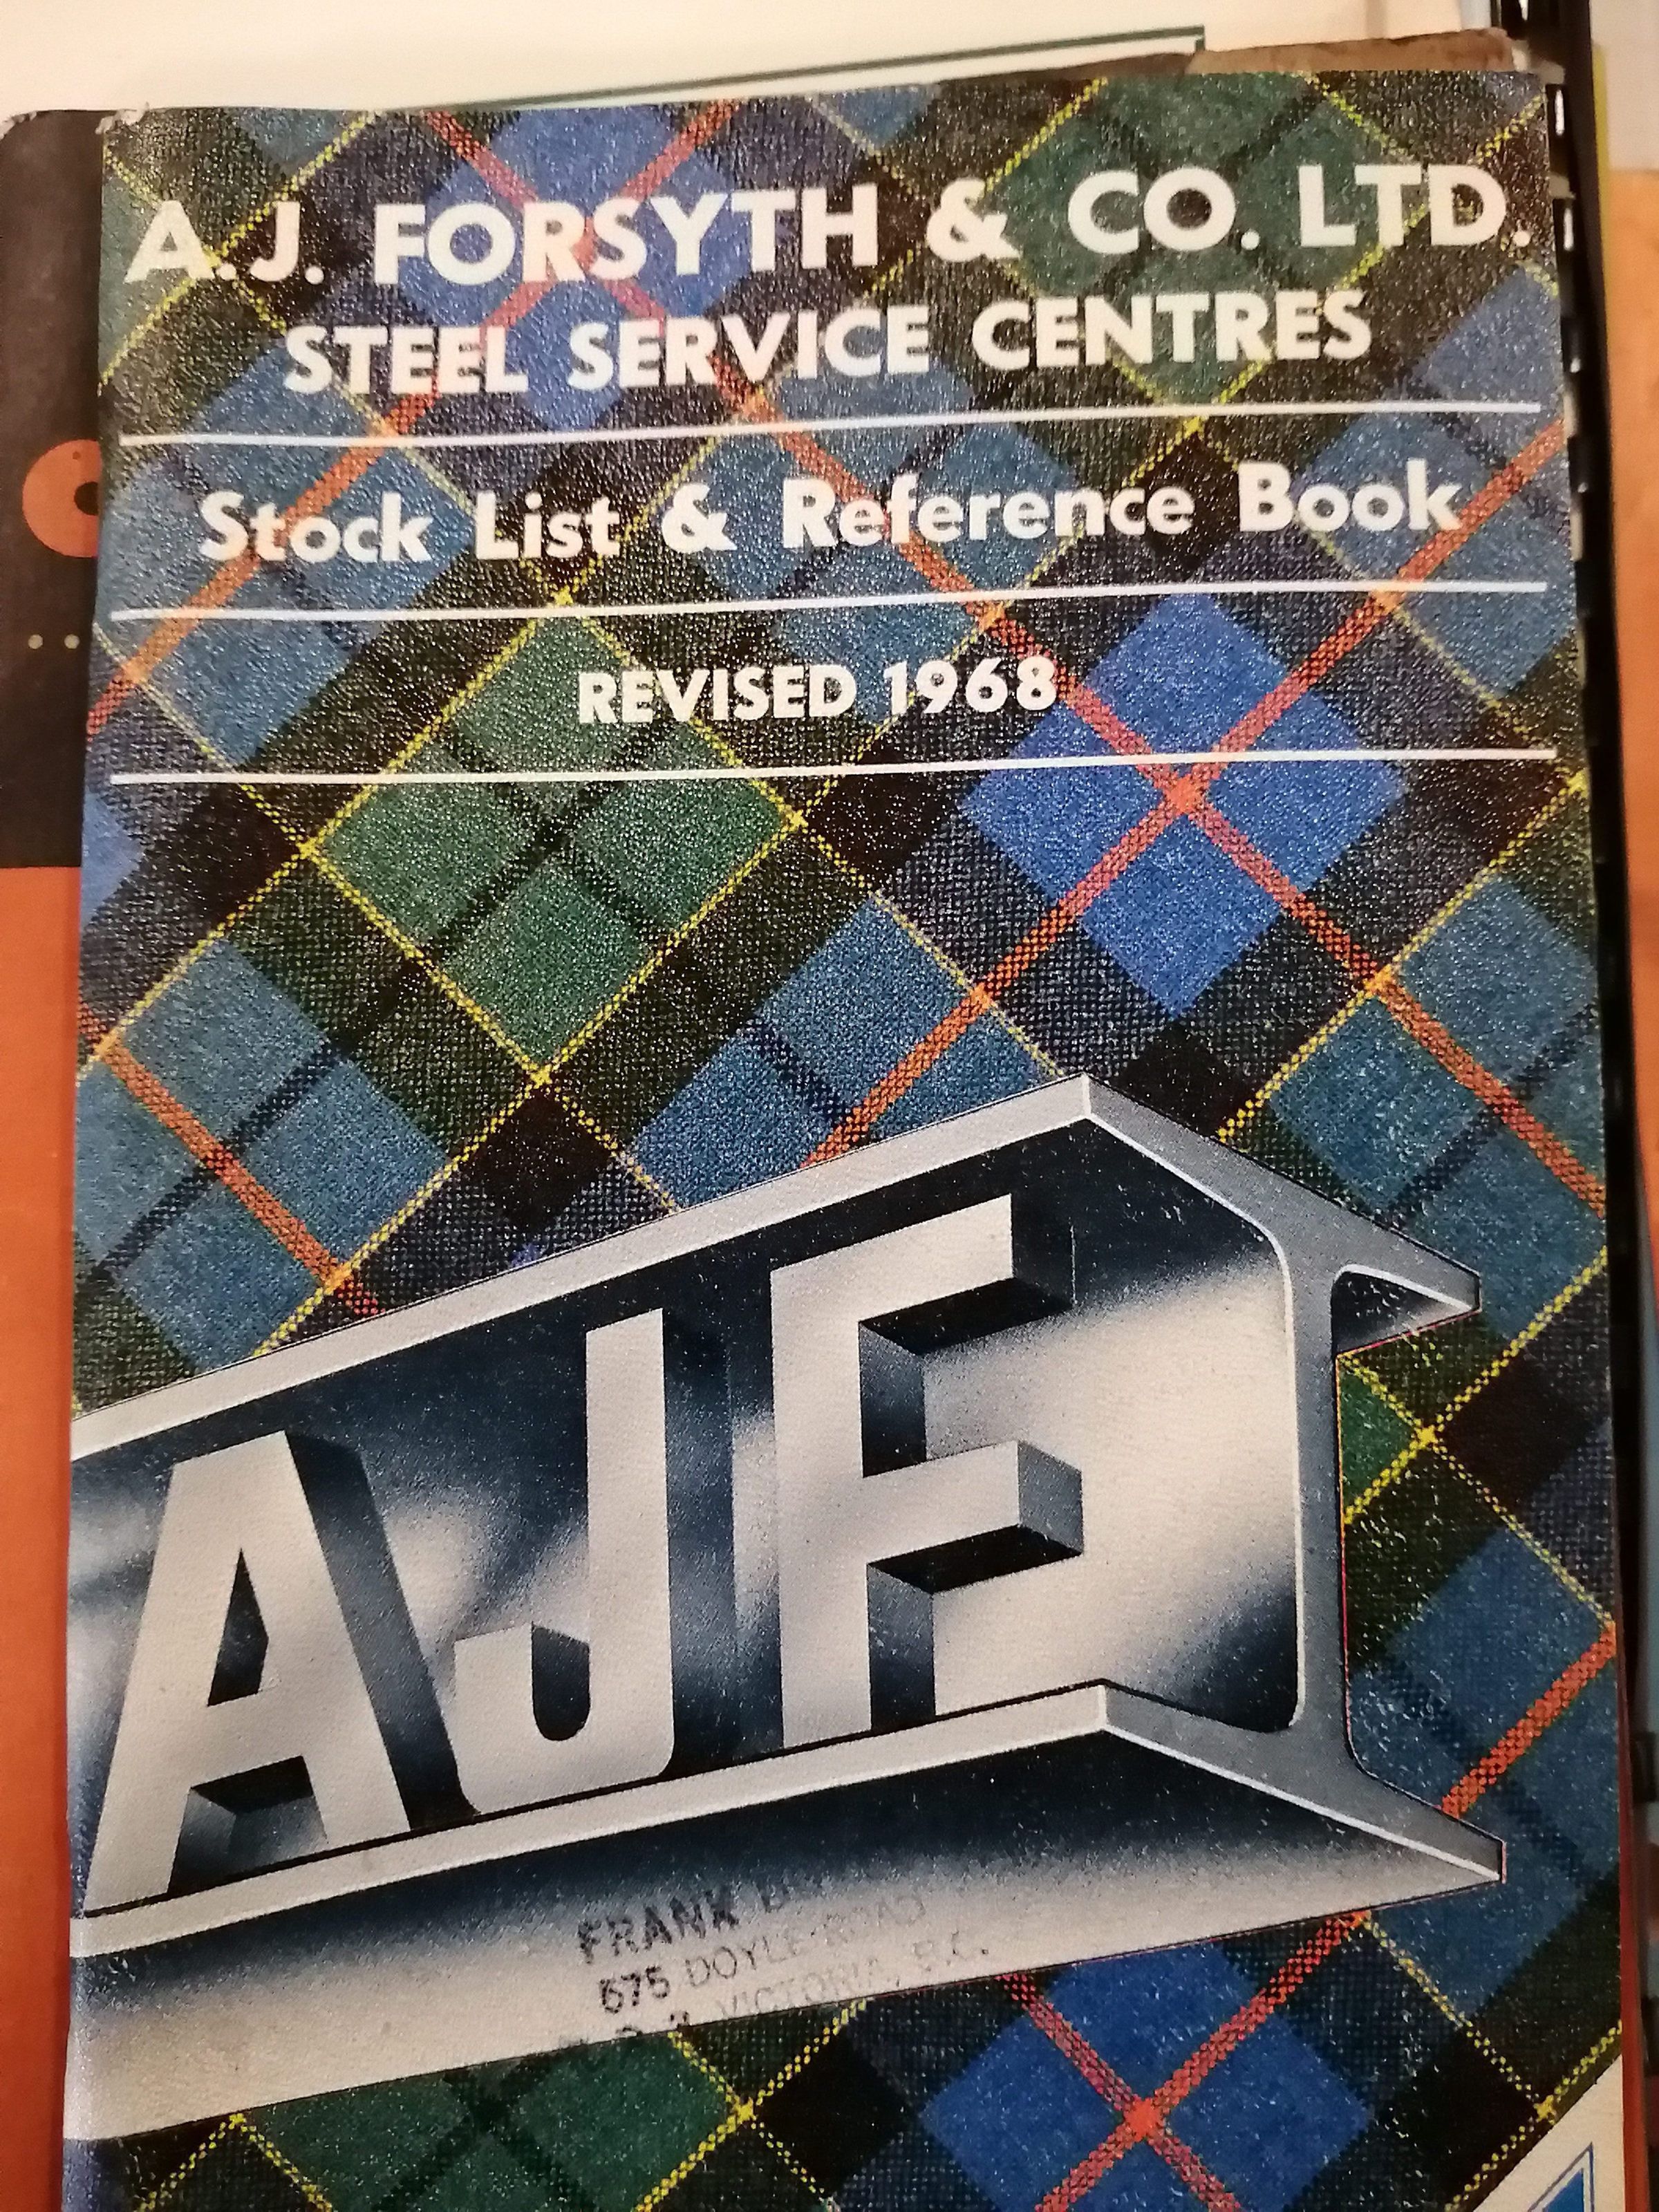 A.J. FORSYTH & CO. LTD.
STEEL SERVICE CENTRES
Stock List & Reference Book
REVISED 1968
AJF
FRANK
675 DOYLE ROAD
VICTORIA, B.C.